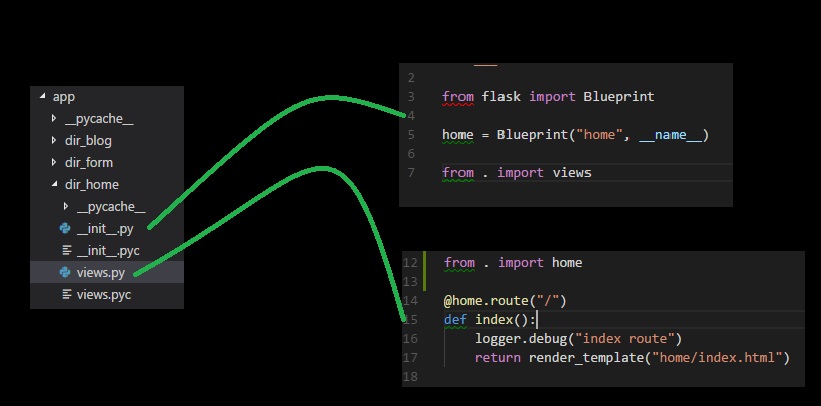 app
__pycache__
dir_blog
dir_form
dir_home
__pycache__
__init__.py
__init__.pyc
views.py
views.pyc
2
3 from flask import Blueprint
4
5 home = Blueprint("home", __name__)
6
7 from . import views
12 from . import home
13
14 @home.route("/")
15 def index():
16 logger.debug("index route")
17 return render_template("home/index.html")
18